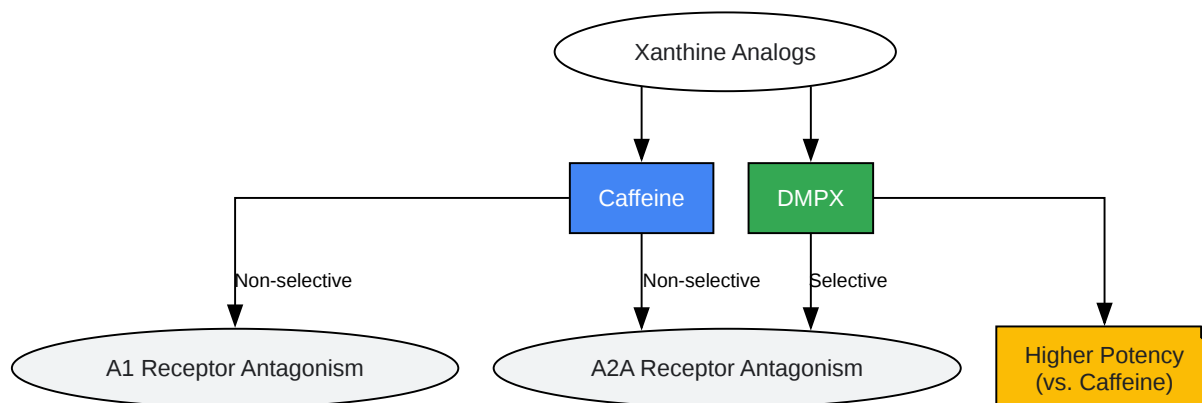 Xanthine Analogs
Caffeine
DMPX
Non-selective
Non-selective
Selective
A1 Receptor Antagonism
A2A Receptor Antagonism
Higher Potency
(vs. Caffeine)